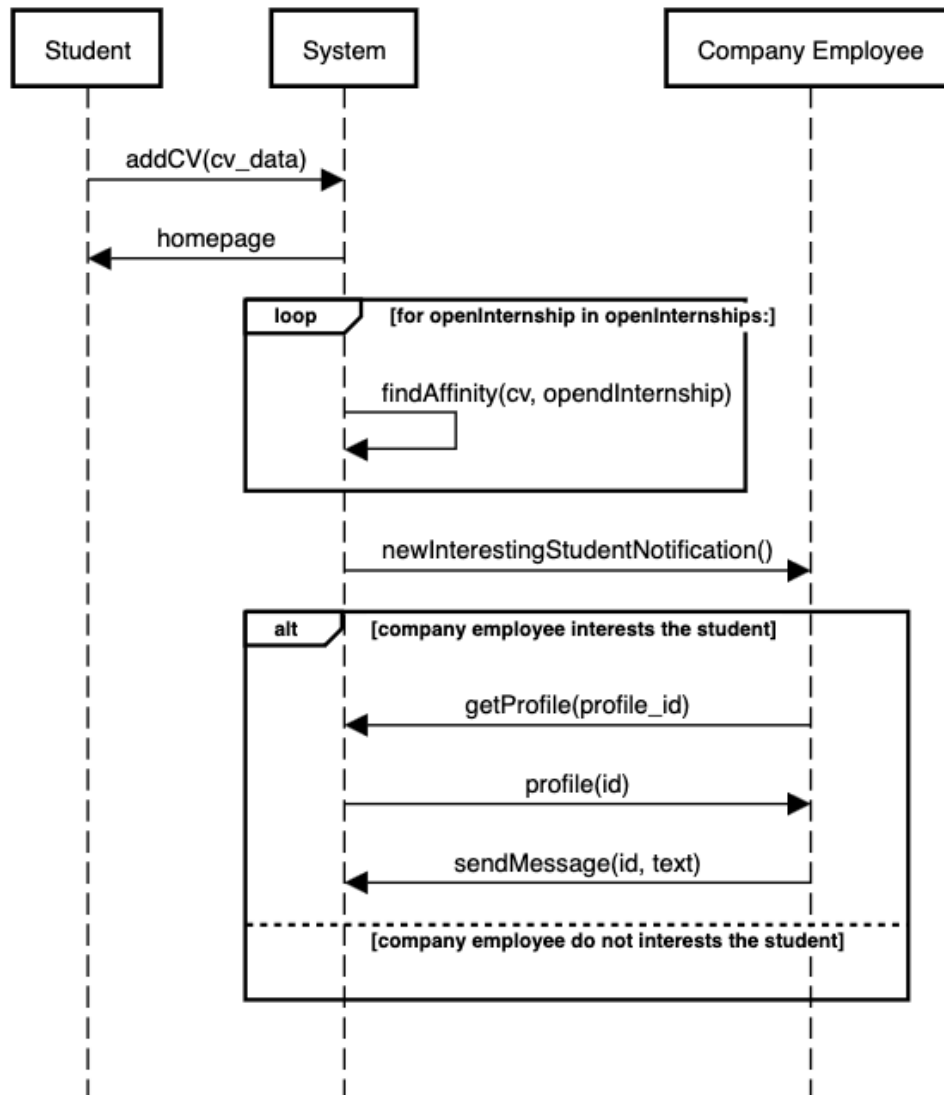 Student
System
Company Employee
addCV(cv_data)
homepage
loop
[for openInternship in openInternships:]
findAffinity(cv, opendInternship)
newInterestingStudentNotification()
alt
[company employee interests the student]
getProfile(profile_id)
profile(id)
sendMessage(id, text)
[company employee do not interests the student]